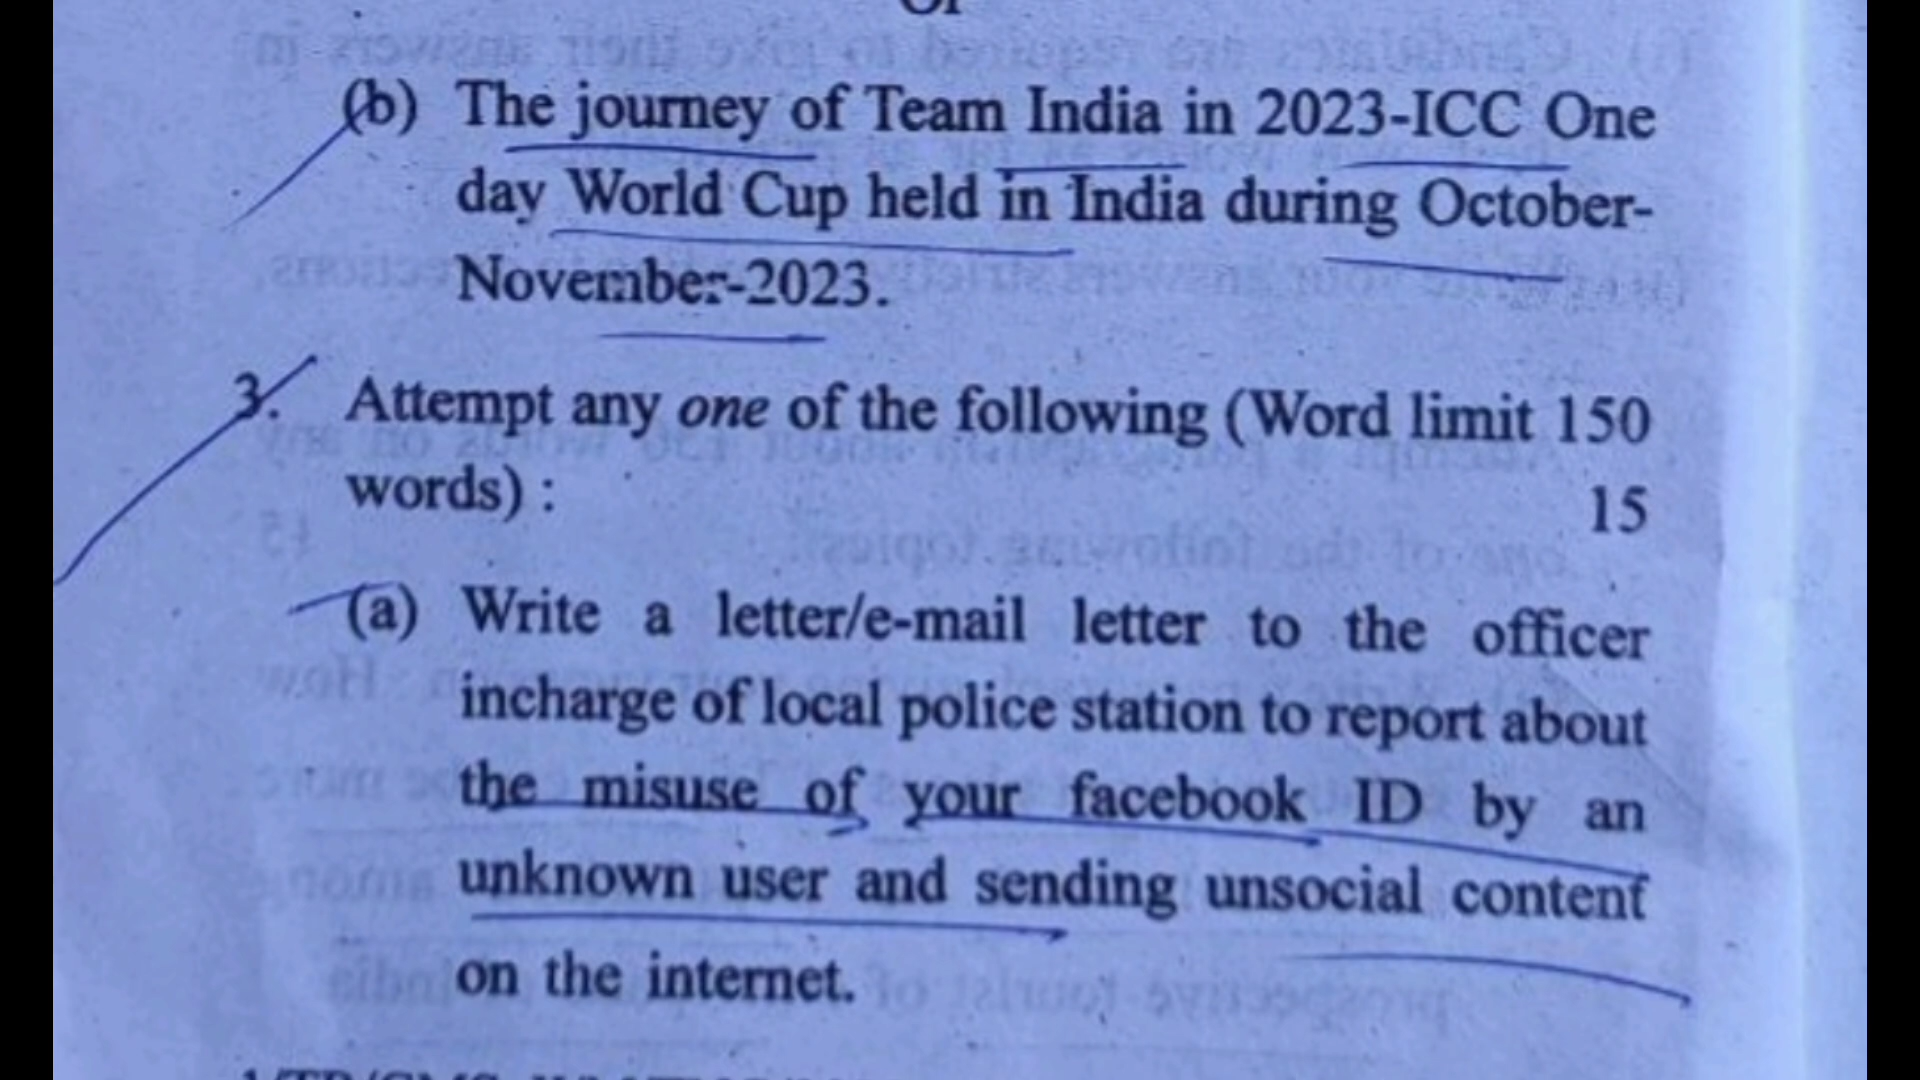 (b) The journey of Team India in 2023-ICC One
day World Cup held in India during October-
November-2023.
3. Attempt any one of the following (Word limit 150
words) : 15
(a) Write a letter/e-mail letter to the officer
incharge of local police station to report about
the misuse of your facebook ID by an
unknown user and sending unsocial content
on the internet.